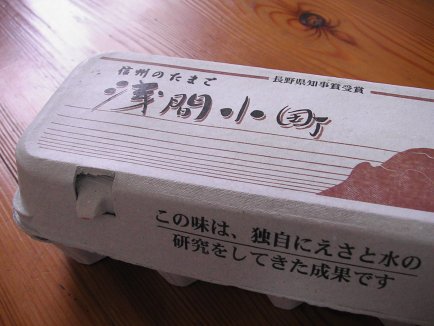 信州のたまご
長野県知事賞受賞
浅間小町
この味は、独自にえさと水の
研究をしてきた成果です